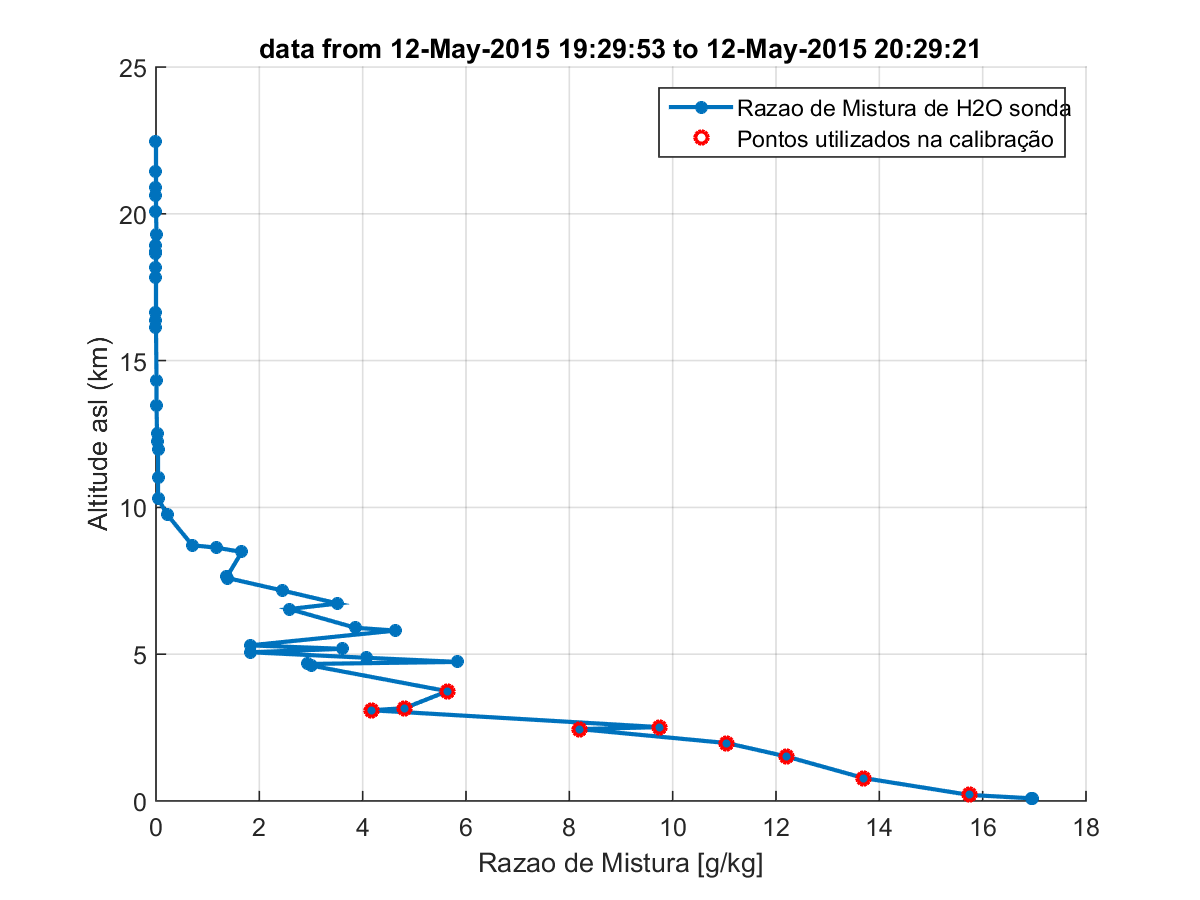 data from 12-May-2015 19:29:53 to 12-May-2015 20:29:21
Razao de Mistura de H2O sonda
Pontos utilizados na calibração
Altitude asl (km)
25
20
15
10
5
0
0 2 4 6 8 10 12 14 16 18
Razao de Mistura [g/kg]